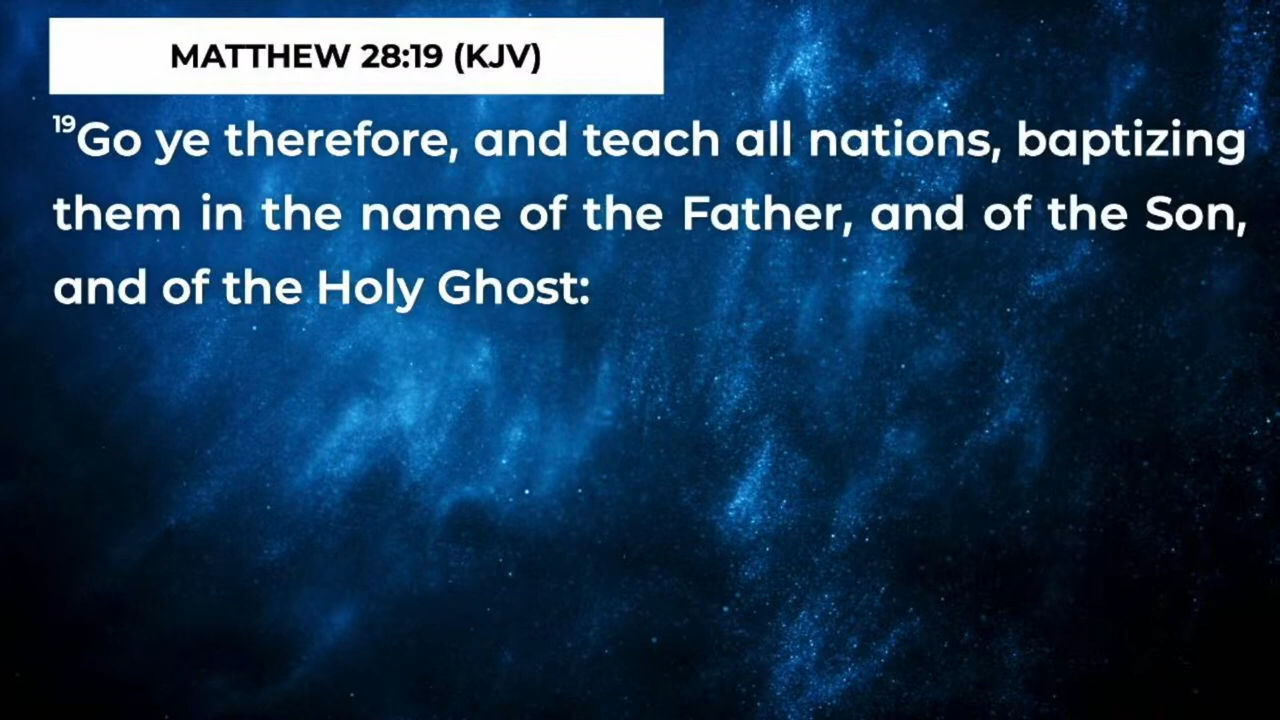 MATTHEW 28:19 (KJV)
19Go ye therefore, and teach all nations, baptizing
them in the name of the Father, and of the Son,
and of the Holy Ghost: